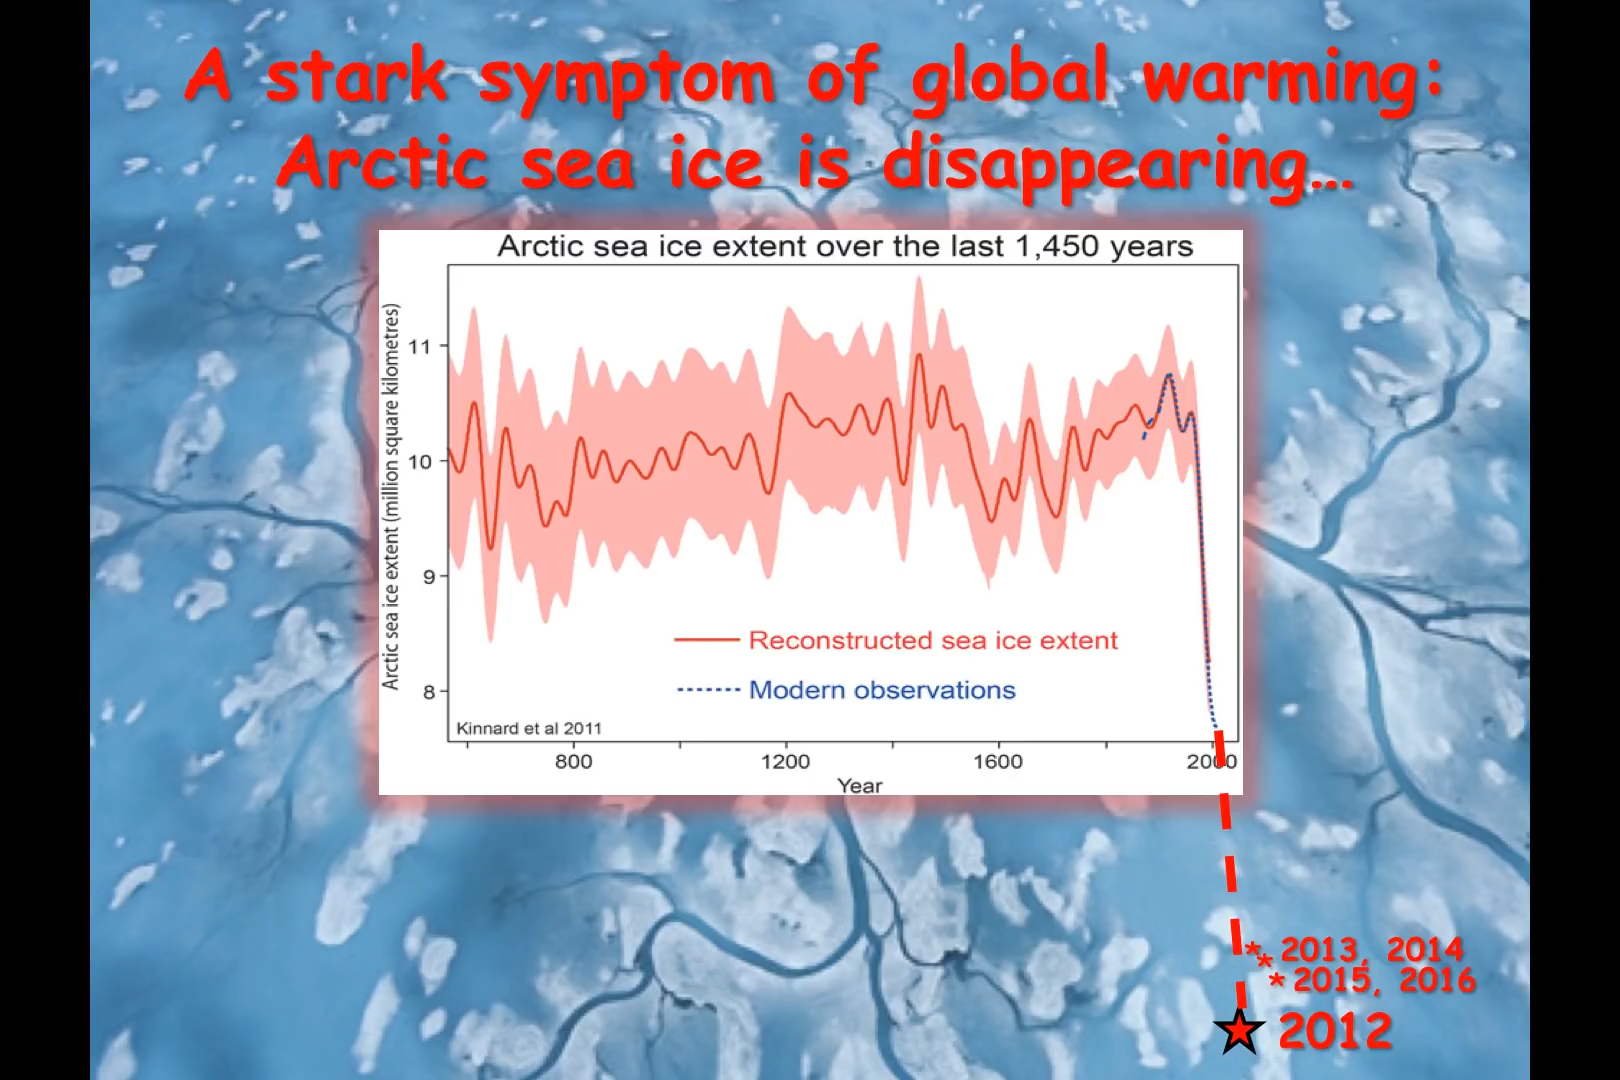 A stark symptom of global warming:
Arctic sea ice is disappearing...
Arctic sea ice extent over the last 1,450 years
Arctic sea ice extent (million square kilometres)
11
10
9
8
Reconstructed sea ice extent
Modern observations
Kinnard et al 2011
800
1200
1600
2000
Year
* * 2013, 2014
* 2015, 2016
2012